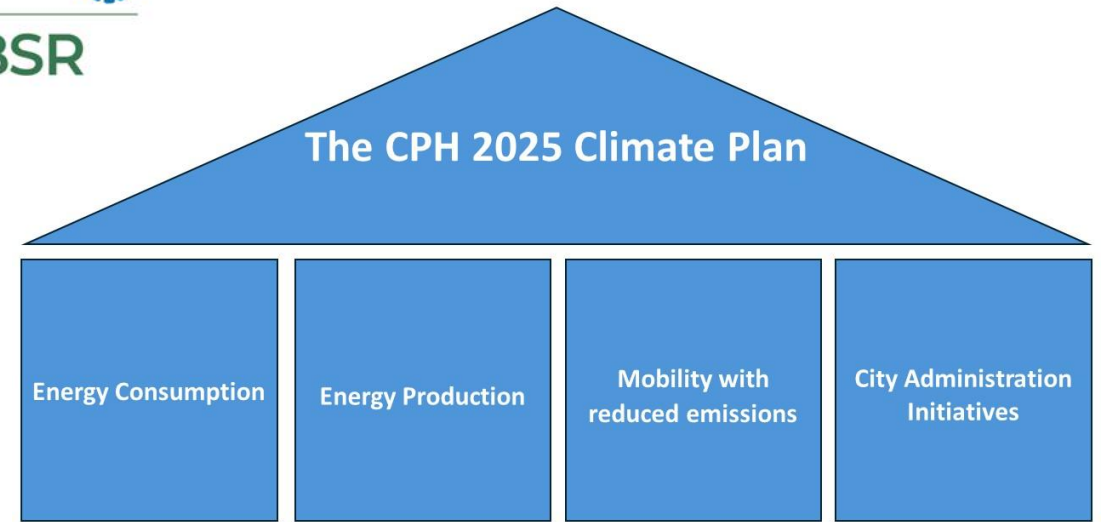 BSR
The CPH 2025 Climate Plan
Energy Consumption
Energy Production
Mobility with
reduced emissions
City Administration
Initiatives